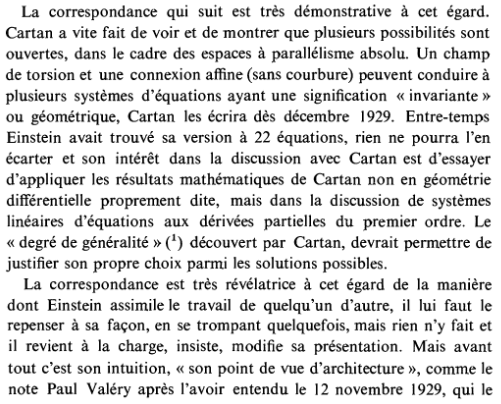 La correspondance qui suit est très démonstrative à cet égard.
Cartan a vite fait de voir et de montrer que plusieurs possibilités sont
ouvertes, dans le cadre des espaces à parallélisme absolu. Un champ
de torsion et une connexion affine (sans courbure) peuvent conduire à
plusieurs systèmes d'équations ayant une signification « invariante »
ou géométrique, Cartan les écrira dès décembre 1929. Entre-temps
Einstein avait trouvé sa version à 22 équations, rien ne pourra l'en
écarter et son intérêt dans la discussion avec Cartan est d'essayer
d'appliquer les résultats mathématiques de Cartan non en géométrie
différentielle proprement dite, mais dans la discussion de systèmes
linéaires d'équations aux dérivées partielles du premier ordre. Le
« degré de généralité » (¹) découvert par Cartan, devrait permettre de
justifier son propre choix parmi les solutions possibles.
La correspondance est très révélatrice à cet égard de la manière
dont Einstein assimile le travail de quelqu'un d'autre, il lui faut le
repenser à sa façon, en se trompant quelquefois, mais rien n'y fait et
il revient à la charge, insiste, modifie sa présentation. Mais avant
tout c'est son intuition, « son point de vue d'architecture », comme le
note Paul Valéry après l'avoir entendu le 12 novembre 1929, qui le